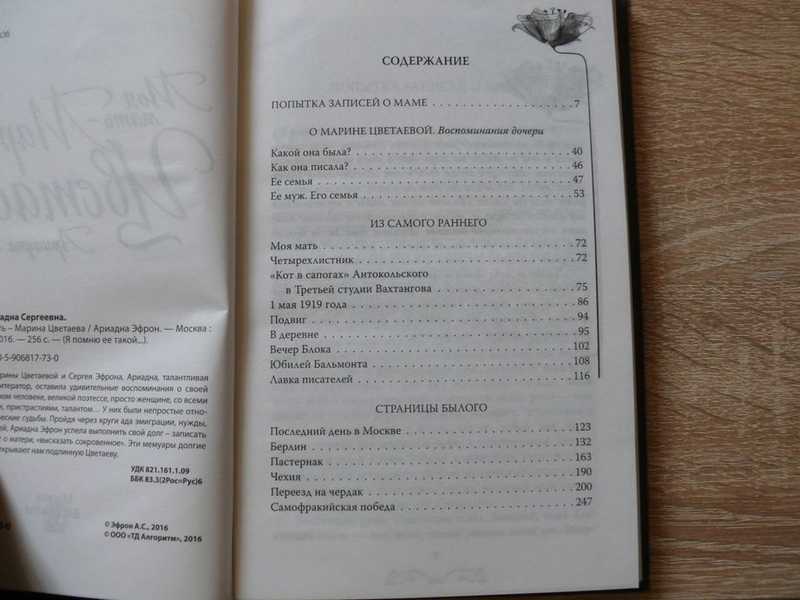 адна Сергеевна.
ь – Марина Цветаева / Ариадна Эфрон. — Москва :
016. — 256 с. — (Я помню ее такой...).
-5-906817-73-0
арины Цветаевой и Сергея Эфрона, Ариадна, талантливая
итератор, оставила удивительные воспоминания о своей
ком человеке, великой поэтессе, просто женщине, со всеми
и, пристрастиями, талантом... У них были непростые отно-
ческие судьбы. Пройдя через круги ада эмиграции, нужды,
ей, Ариадна Эфрон успела выполнить свой долг – записать
о матери, «высказать сокровенное». Эти мемуары долгие
крывают нам подлинную Цветаеву.
УДК 821.161.1.09
ББК 83.3(2Рос=Рус)6
© Эфрон А.С., 2016
© ООО «ТД Алгоритм», 2016
СОДЕРЖАНИЕ
ПОПЫТКА ЗАПИСЕЙ О МАМЕ . . . . . . . . . . . . . . . . . 7
О МАРИНЕ ЦВЕТАЕВОЙ. Воспоминания дочери
Какой она была? . . . . . . . . . . . . . . . . . 40
Как она писала? . . . . . . . . . . . . . . . . . 46
Ее семья . . . . . . . . . . . . . . . . . 47
Ее муж. Его семья . . . . . . . . . . . . . . . . . 53
ИЗ САМОГО РАННЕГО
Моя мать . . . . . . . . . . . . . . . . . 72
Четырехлистник . . . . . . . . . . . . . . . . . 72
«Кот в сапогах» Антокольского
в Третьей студии Вахтангова . . . . . . . . . . . . . . . . . 75
1 мая 1919 года . . . . . . . . . . . . . . . . . 86
Подвиг . . . . . . . . . . . . . . . . . 94
В деревне . . . . . . . . . . . . . . . . . 95
Вечер Блока . . . . . . . . . . . . . . . . . 102
Юбилей Бальмонта . . . . . . . . . . . . . . . . . 108
Лавка писателей . . . . . . . . . . . . . . . . . 116
СТРАНИЦЫ БЫЛОГО
Последний день в Москве . . . . . . . . . . . . . . . . . 123
Берлин . . . . . . . . . . . . . . . . . 132
Пастернак . . . . . . . . . . . . . . . . . 163
Чехия . . . . . . . . . . . . . . . . . 190
Переезд на чердак . . . . . . . . . . . . . . . . . 200
Самофракийская победа . . . . . . . . . . . . . . . . . 247